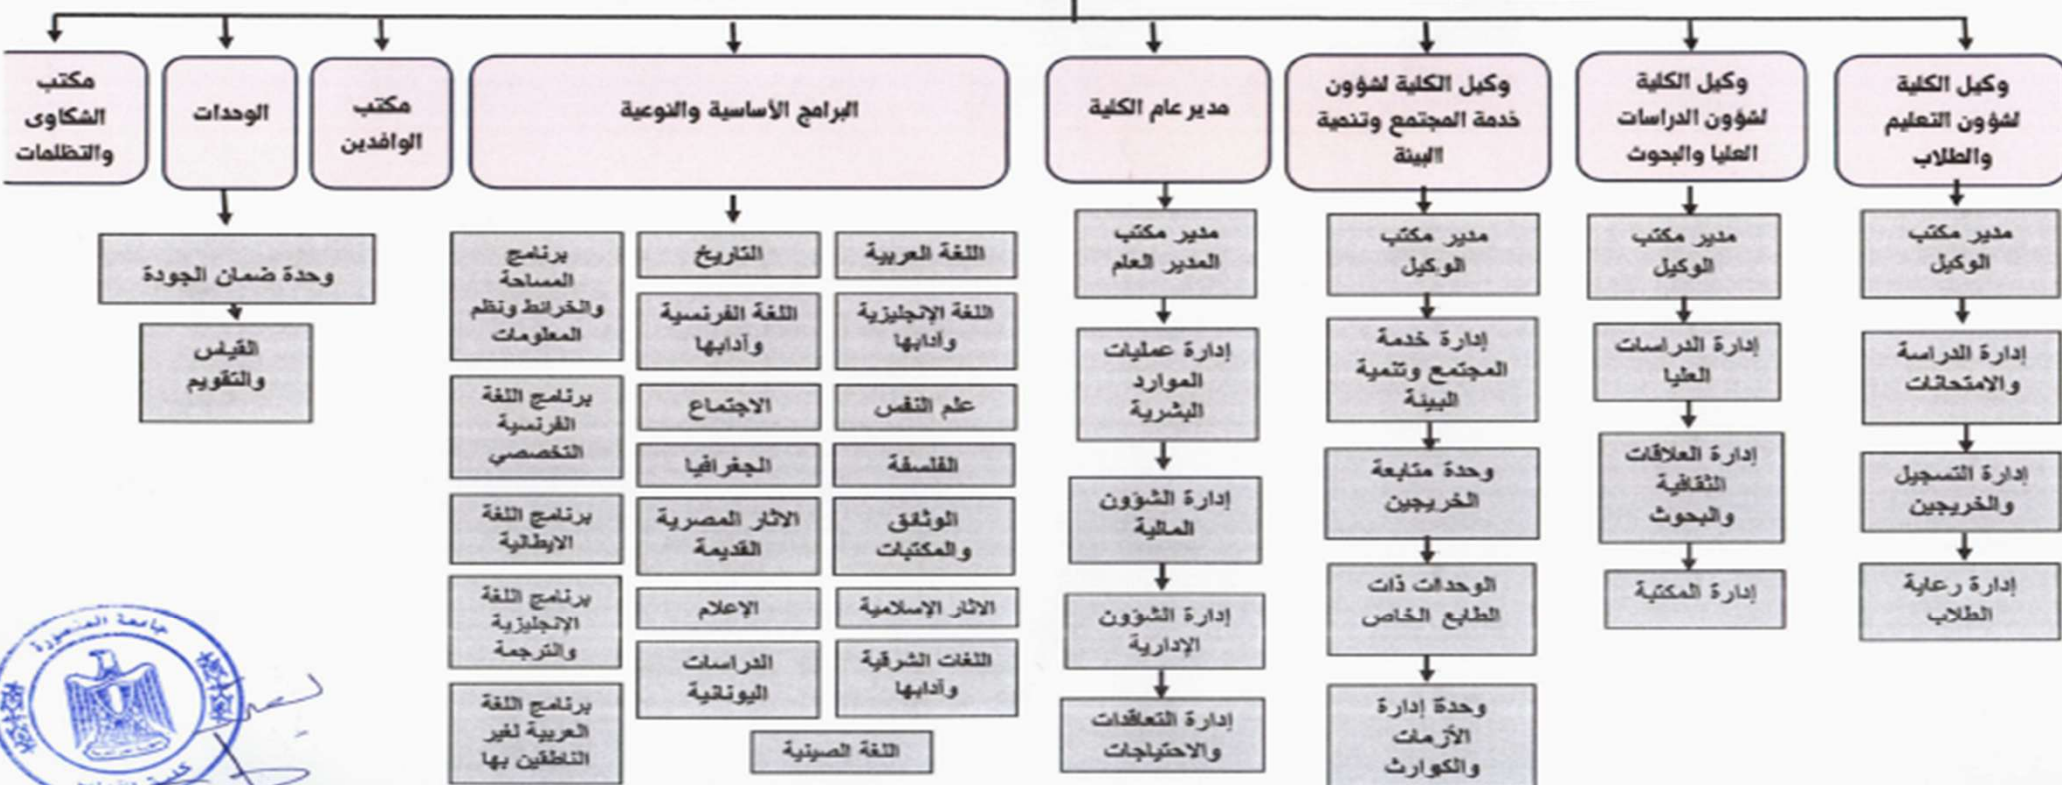 وكيل الكلية
لشؤون التعليم
والطلاب
وكيل الكلية
لشؤون الدراسات
العليا والبحوث
وكيل الكلية لشؤون
خدمة المجتمع وتنمية
البيئة
مدير عام الكلية
البرامج الأساسية والنوعية
مكتب
الوافدين
الوحدات
مكتب
الشكاوى
والتظلمات
مدير مكتب
الوكيل
إدارة الدراسة
والامتحانات
إدارة التسجيل
والخريجين
إدارة رعاية
الطلاب
مدير مكتب
الوكيل
إدارة الدراسات
العليا
إدارة العلاقات
الثقافية
والبحوث
إدارة المكتبة
مدير مكتب
الوكيل
إدارة خدمة
المجتمع وتنمية
البيئة
وحدة متابعة
الخريجين
الوحدات ذات
الطابع الخاص
وحدة إدارة
الأزمات
والكوارث
مدير مكتب
المدير العام
إدارة عمليات
الموارد
البشرية
إدارة الشؤون
المالية
إدارة الشؤون
الإدارية
إدارة التعاقدات
والاحتياجات
اللغة العربية
اللغة الإنجليزية
وآدابها
علم النفس
الفلسفة
الوثائق
والمكتبات
الاثار الإسلامية
اللغات الشرقية
وآدابها
التاريخ
اللغة الفرنسية
وآدابها
الاجتماع
الجغرافيا
الاثار المصرية
القديمة
الإعلام
الدراسات
اليونانية
اللغة الصينية
برنامج
المساحة
والخرائط ونظم
المعلومات
برنامج اللغة
الفرنسية
التخصصي
برنامج اللغة
الايطالية
برنامج اللغة
الإنجليزية
والترجمة
برنامج اللغة
العربية لغير
الناطقين بها
وحدة ضمان الجودة
القياس
والتقويم
جامعة المنصورة